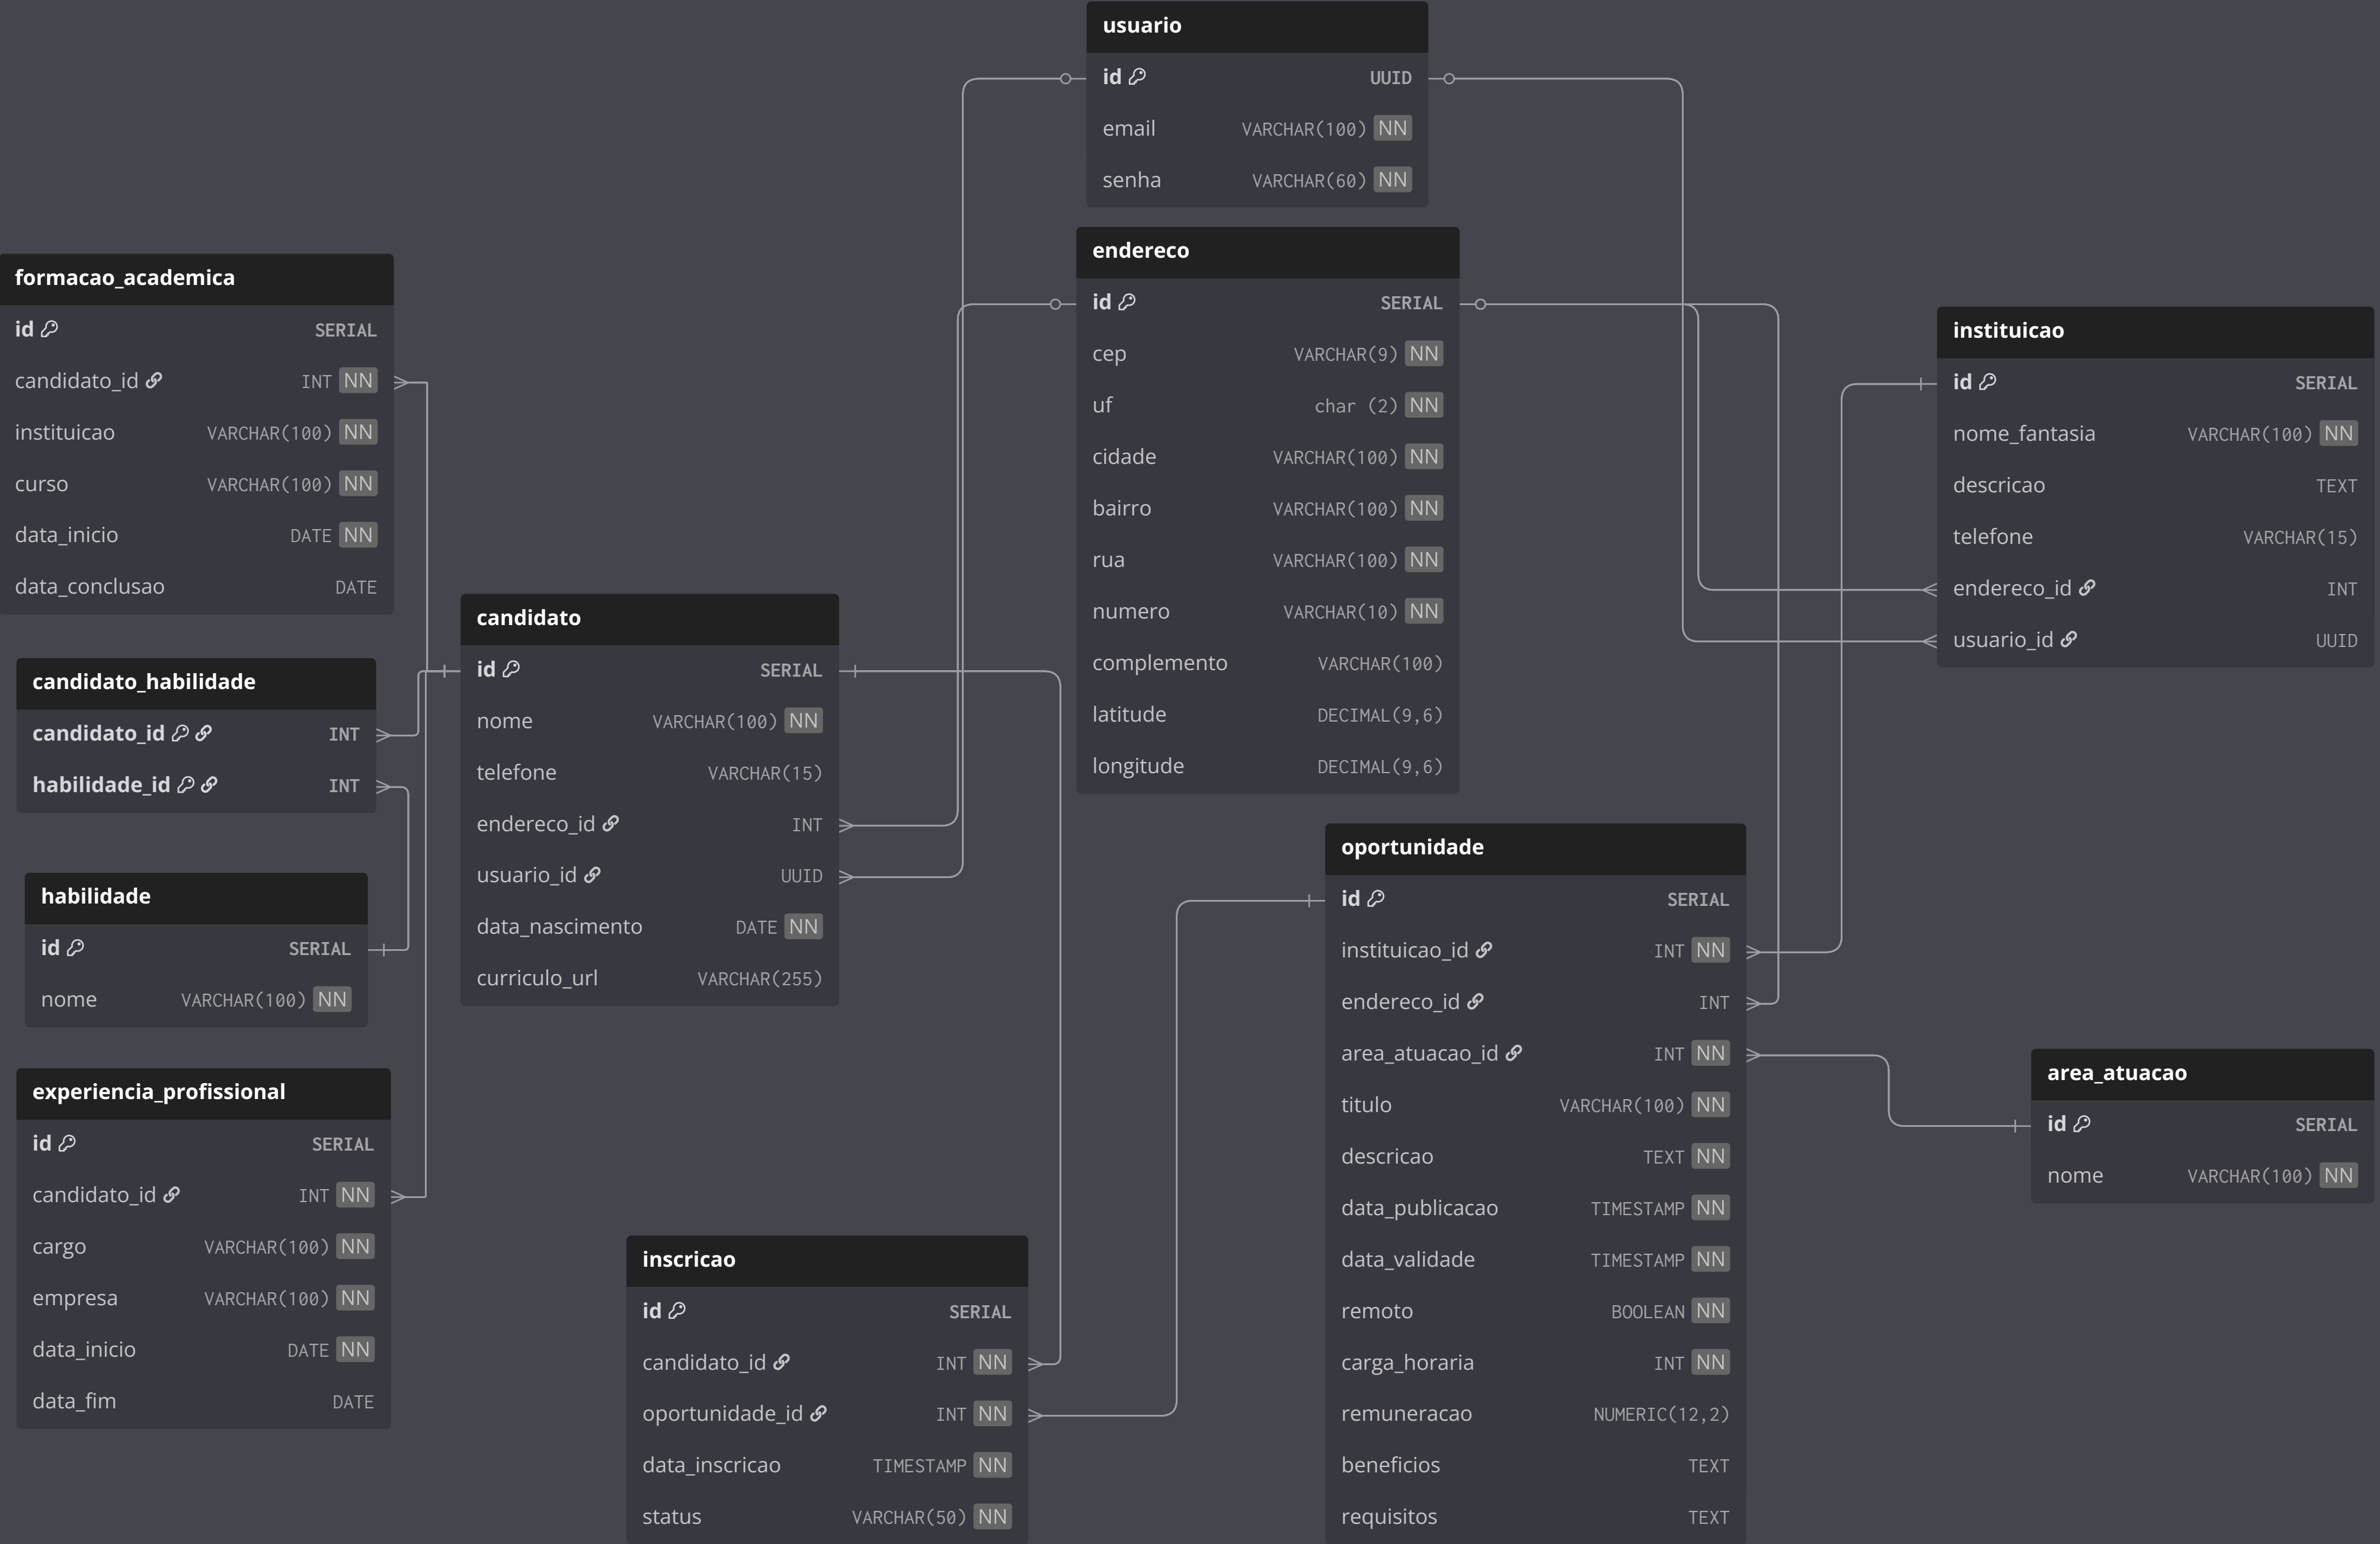 usuario
id UUID
email VARCHAR(100) NN
senha VARCHAR(60) NN
endereco
id SERIAL
cep VARCHAR(9) NN
uf char (2) NN
cidade VARCHAR(100) NN
bairro VARCHAR(100) NN
rua VARCHAR(100) NN
numero VARCHAR(10) NN
complemento VARCHAR(100)
latitude DECIMAL(9,6)
longitude DECIMAL(9,6)
formacao_academica
id SERIAL
candidato_id INT NN
instituicao VARCHAR(100) NN
curso VARCHAR(100) NN
data_inicio DATE NN
data_conclusao DATE
instituicao
id SERIAL
nome_fantasia VARCHAR(100) NN
descricao TEXT
telefone VARCHAR(15)
endereco_id INT
usuario_id UUID
candidato
id SERIAL
nome VARCHAR(100) NN
telefone VARCHAR(15)
endereco_id INT
usuario_id UUID
data_nascimento DATE NN
curriculo_url VARCHAR(255)
candidato_habilidade
candidato_id INT
habilidade_id INT
habilidade
id SERIAL
nome VARCHAR(100) NN
experiencia_profissional
id SERIAL
candidato_id INT NN
cargo VARCHAR(100) NN
empresa VARCHAR(100) NN
data_inicio DATE NN
data_fim DATE
oportunidade
id SERIAL
instituicao_id INT NN
endereco_id INT
area_atuacao_id INT NN
titulo VARCHAR(100) NN
descricao TEXT NN
data_publicacao TIMESTAMP NN
data_validade TIMESTAMP NN
remoto BOOLEAN NN
carga_horaria INT NN
remuneracao NUMERIC(12,2)
beneficios TEXT
requisitos TEXT
area_atuacao
id SERIAL
nome VARCHAR(100) NN
inscricao
id SERIAL
candidato_id INT NN
oportunidade_id INT NN
data_inscricao TIMESTAMP NN
status VARCHAR(50) NN